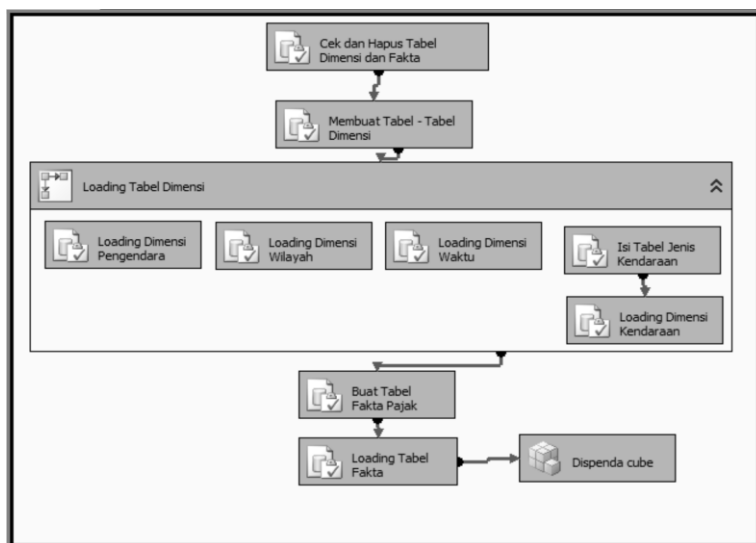 Cek dan Hapus Tabel
Dimensi dan Fakta
Membuat Tabel - Tabel
Dimensi
Loading Tabel Dimensi
Loading Dimensi
Pengendara
Loading Dimensi
Wilayah
Loading Dimensi
Waktu
Isi Tabel Jenis
Kendaraan
Loading Dimensi
Kendaraan
Buat Tabel
Fakta Pajak
Loading Tabel
Fakta
Dispenda cube